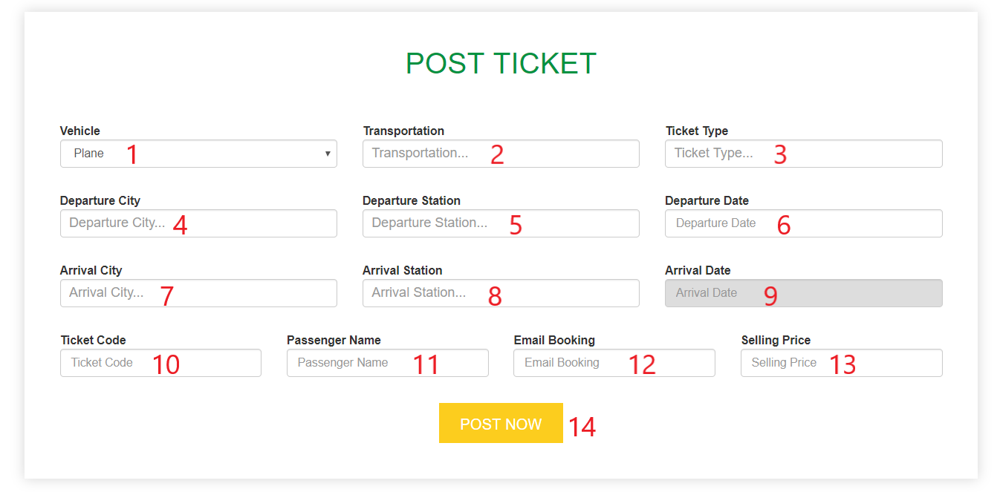 POST TICKET
Vehicle Transportation Ticket Type
Plane 1 Transportation... 2 Ticket Type... 3
Departure City Departure Station Departure Date
Departure City... 4 Departure Station... 5 Departure Date 6
Arrival City Arrival Station Arrival Date
Arrival City... 7 Arrival Station... 8 Arrival Date 9
Ticket Code Passenger Name Email Booking Selling Price
Ticket Code 10 Passenger Name 11 Email Booking 12 Selling Price 13
POST NOW 14